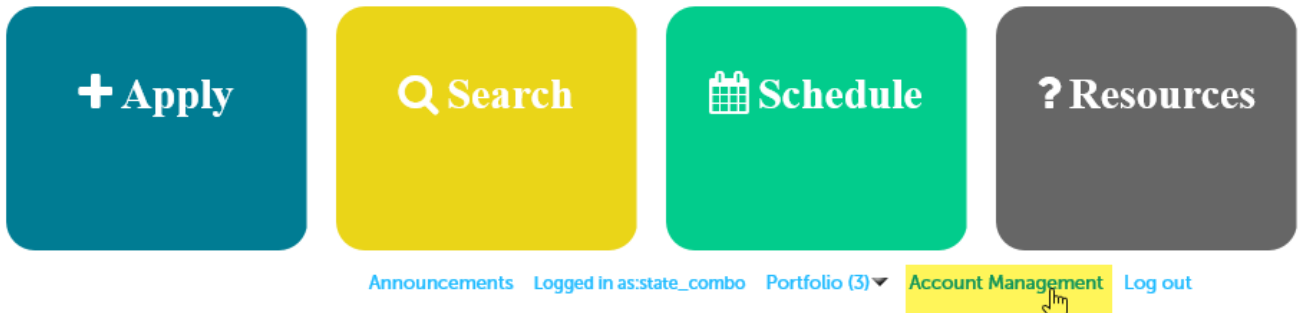 Apply Search Schedule ? Resources
Announcements Logged in as:state_combo Portfolio (3) Account Management Log out